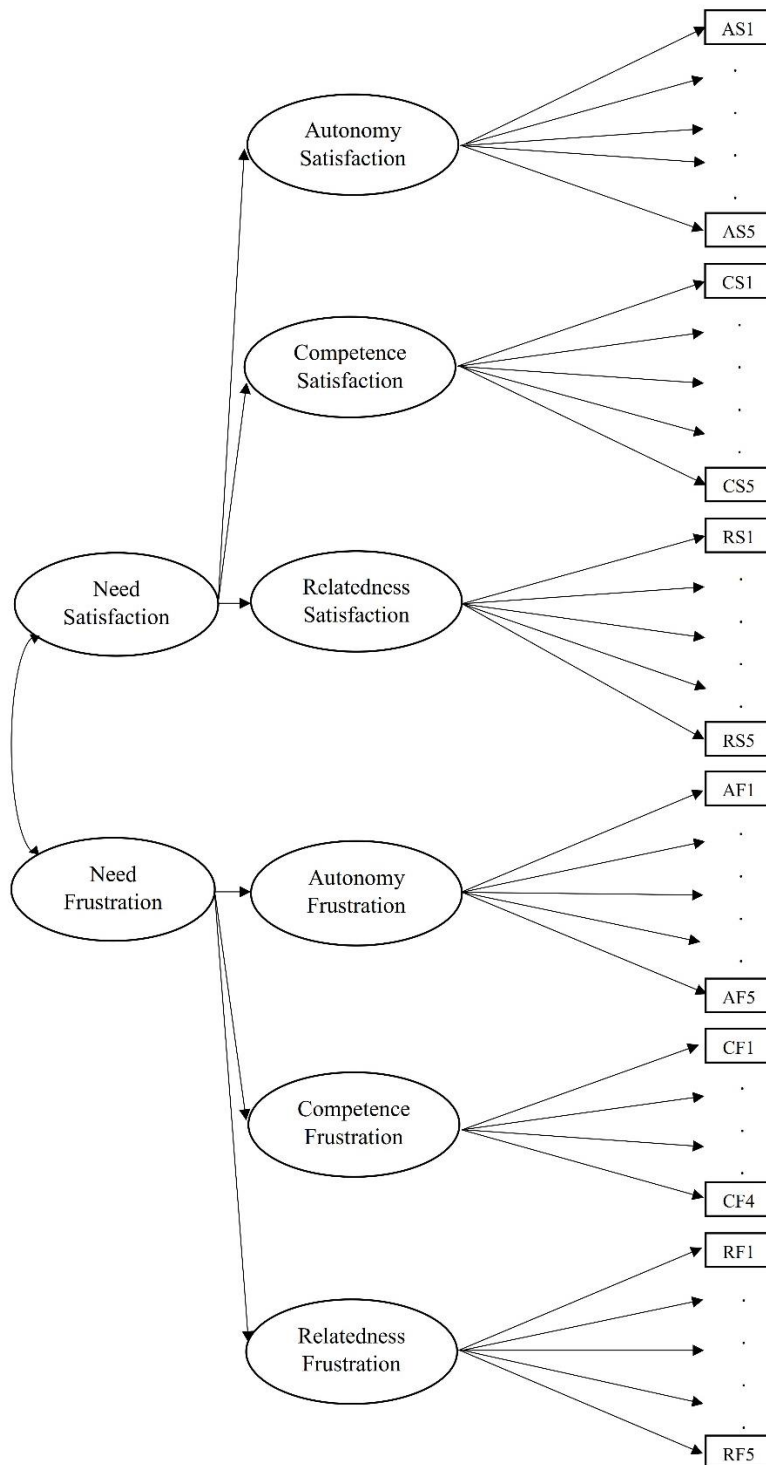 AS1
Autonomy
Satisfaction
AS5
CS1
Competence
Satisfaction
CS5
RS1
Need
Satisfaction
Relatedness
Satisfaction
RS5
AF1
Need
Frustration
Autonomy
Frustration
AF5
CF1
Competence
Frustration
CF4
RF1
Relatedness
Frustration
RF5